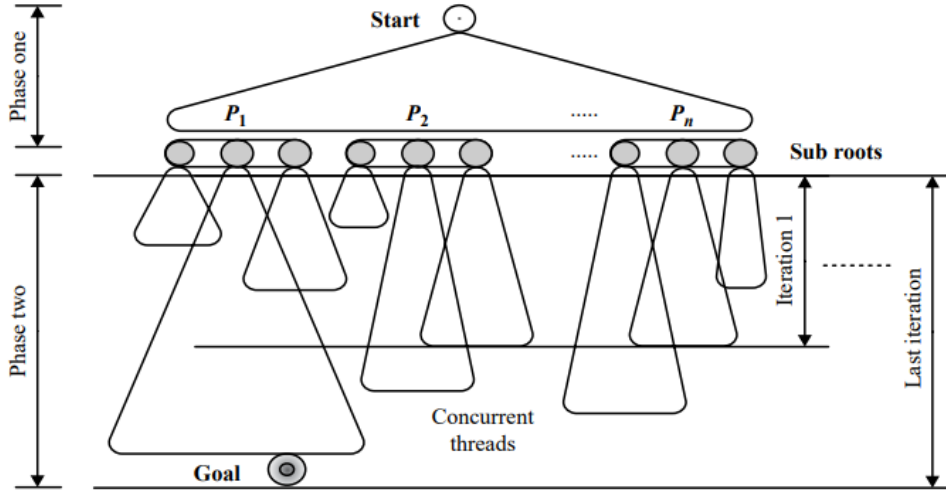 Start
Phase one
P1
P2
.....
Pn
.....
Sub roots
Phase two
Iteration 1
---------
Last iteration
Concurrent
threads
Goal